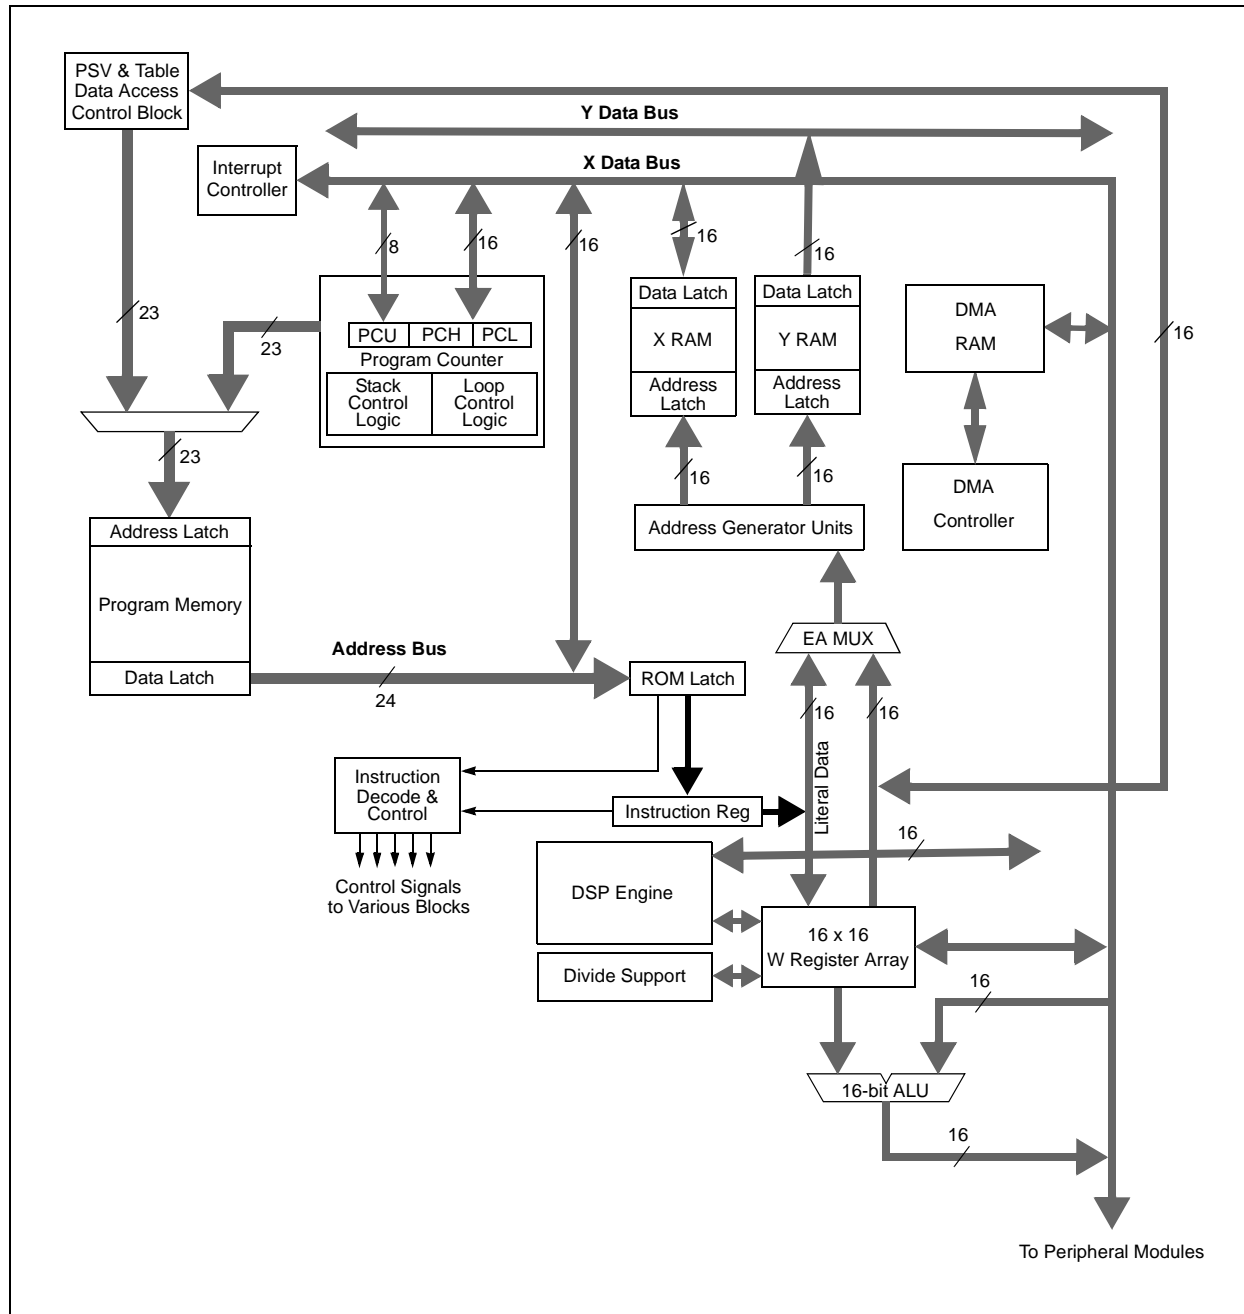 PSV & Table
Data Access
Control Block
Y Data Bus
X Data Bus
Interrupt
Controller
8
16
16
16
16
23
23
16
PCU
PCH
PCL
Program Counter
Stack
Control
Logic
Loop
Control
Logic
Data Latch
X RAM
Address
Latch
Data Latch
Y RAM
Address
Latch
DMA
RAM
23
16
16
DMA
Controller
Address Generator Units
Address Latch
Program Memory
Data Latch
Address Bus
24
ROM Latch
EA MUX
16
16
Literal Data
Instruction
Decode &
Control
Instruction Reg
Control Signals
to Various Blocks
DSP Engine
16
16 x 16
W Register Array
Divide Support
16
16-bit ALU
16
To Peripheral Modules